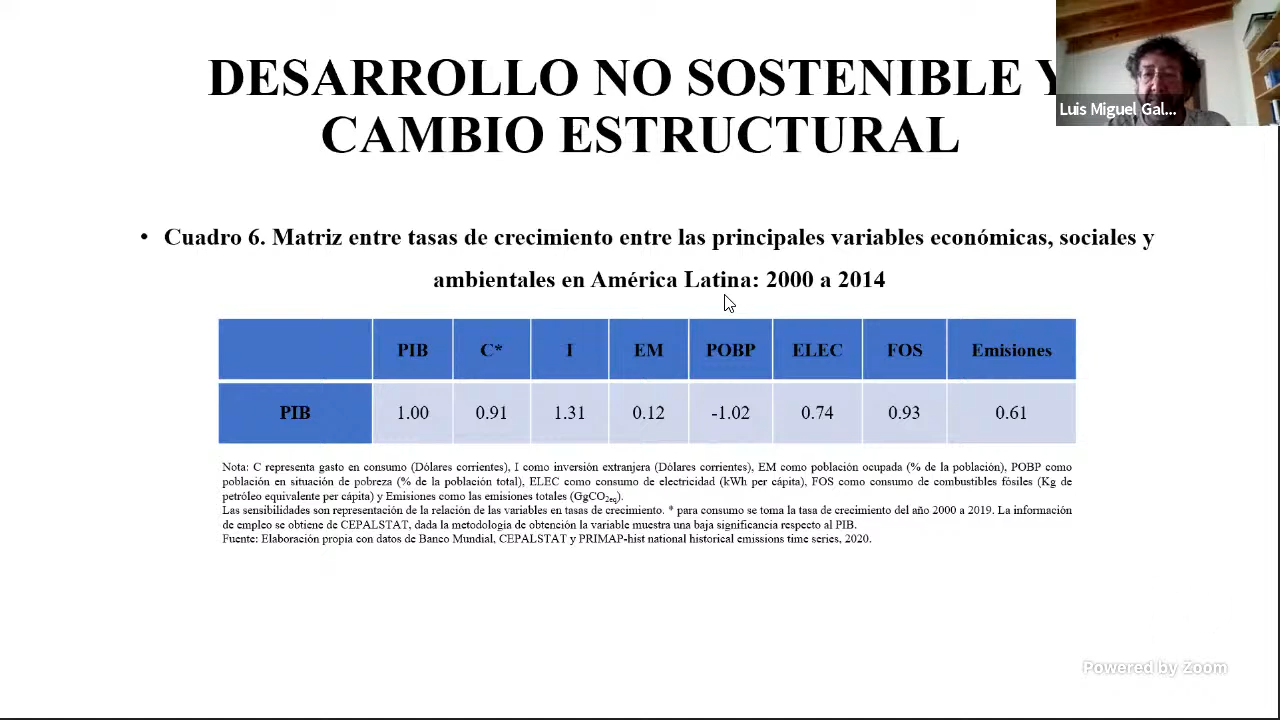 DESARROLLO NO SOSTENIBLE Y
CAMBIO ESTRUCTURAL
Luis Miguel Gal...
• Cuadro 6. Matriz entre tasas de crecimiento entre las principales variables económicas, sociales y
ambientales en América Latina: 2000 a 2014
PIB C* I EM POBP ELEC FOS Emisiones
PIB 1.00 0.91 1.31 0.12 -1.02 0.74 0.93 0.61
Nota: C representa gasto en consumo (Dólares corrientes), I como inversión extranjera (Dólares corrientes), EM como población ocupada (% de la población), POBP como
población en situación de pobreza (% de la población total), ELEC como consumo de electricidad (kWh per cápita), FOS como consumo de combustibles fósiles (Kg de
petróleo equivalente per cápita) y Emisiones como las emisiones totales (GgCO2eq).
Las sensibilidades son representación de la relación de las variables en tasas de crecimiento. * para consumo se toma la tasa de crecimiento del año 2000 a 2019. La información
de empleo se obtiene de CEPALSTAT, dada la metodología de obtención la variable muestra una baja significancia respecto al PIB.
Fuente: Elaboración propia con datos de Banco Mundial, CEPALSTAT y PRIMAP-hist national historical emissions time series, 2020.
Powered by Zoom